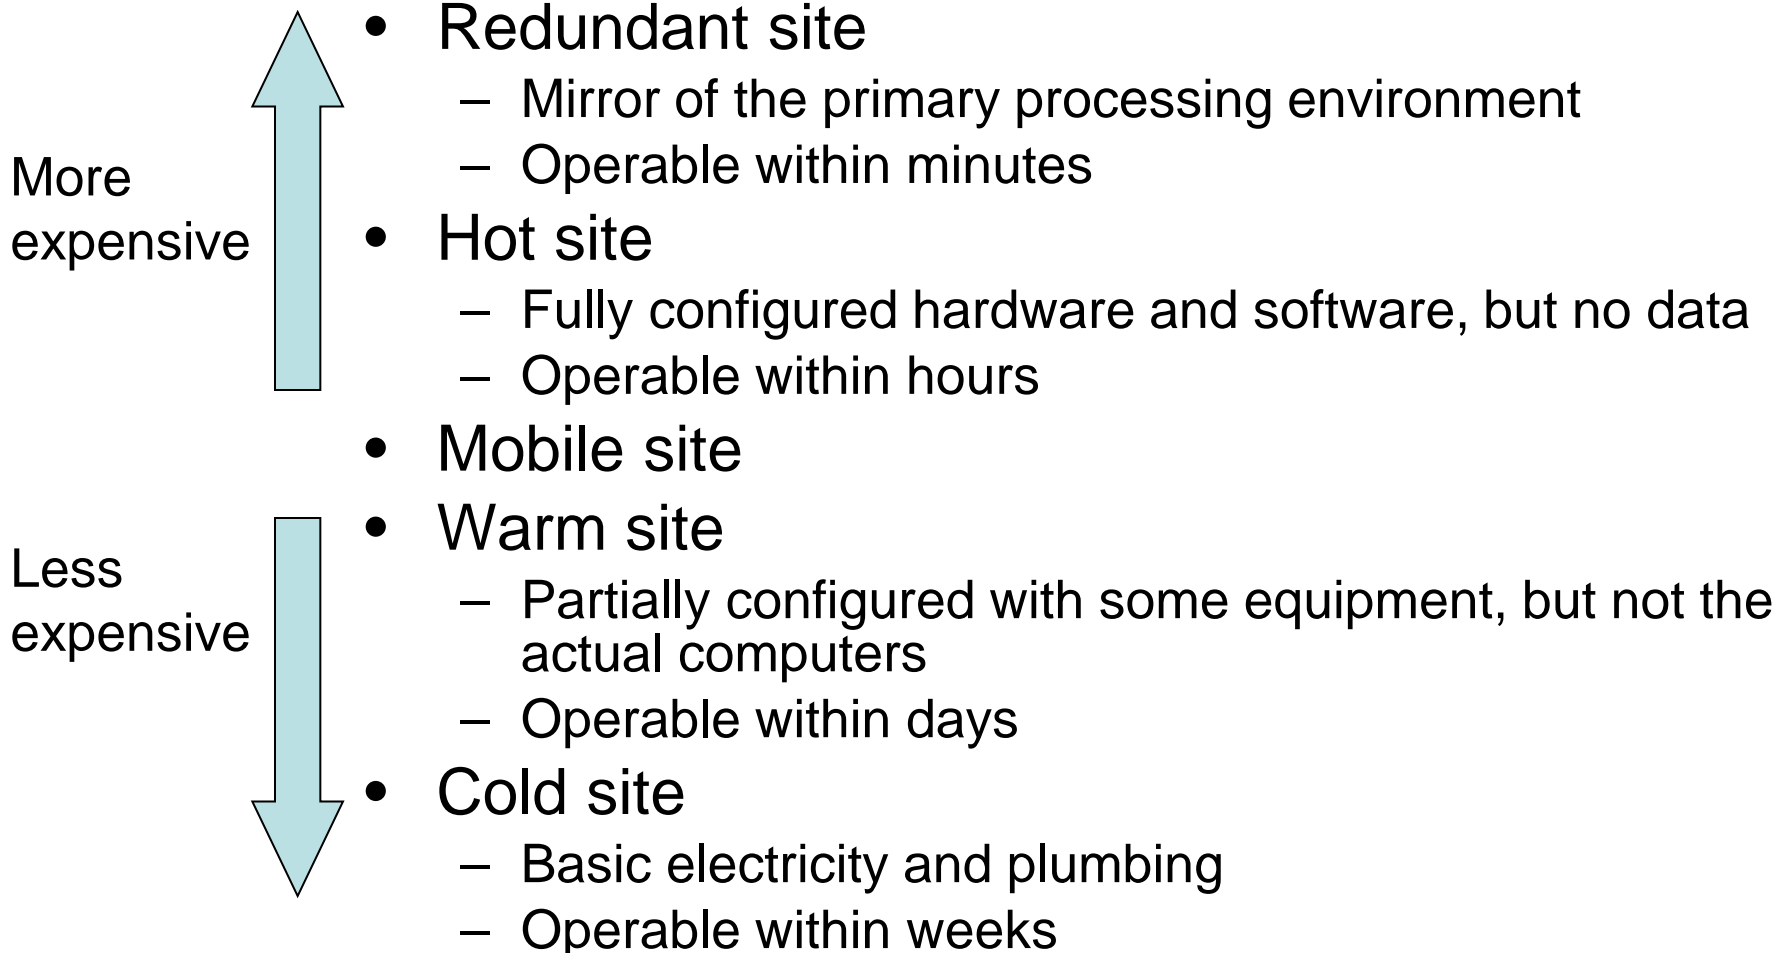 • Redundant site
– Mirror of the primary processing environment
– Operable within minutes
More
expensive
• Hot site
– Fully configured hardware and software, but no data
– Operable within hours
• Mobile site
• Warm site
Less
expensive
– Partially configured with some equipment, but not the
actual computers
– Operable within days
• Cold site
– Basic electricity and plumbing
– Operable within weeks